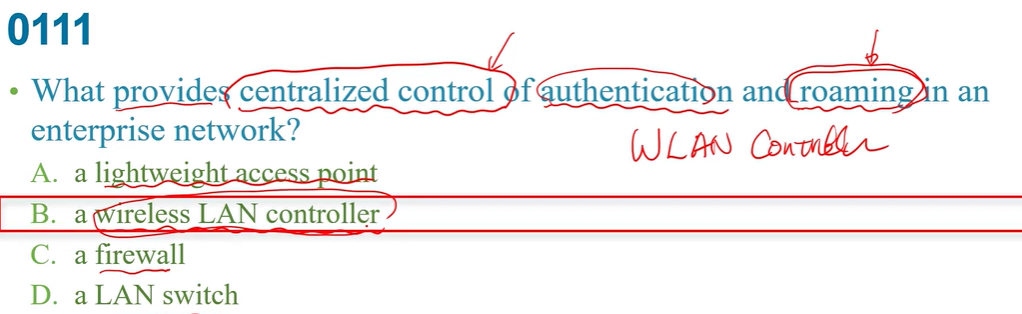 0111
• What provides centralized control of authentication and roaming in an
enterprise network?
WLAN Controller
A. a lightweight access point
B. a wireless LAN controller
C. a firewall
D. a LAN switch